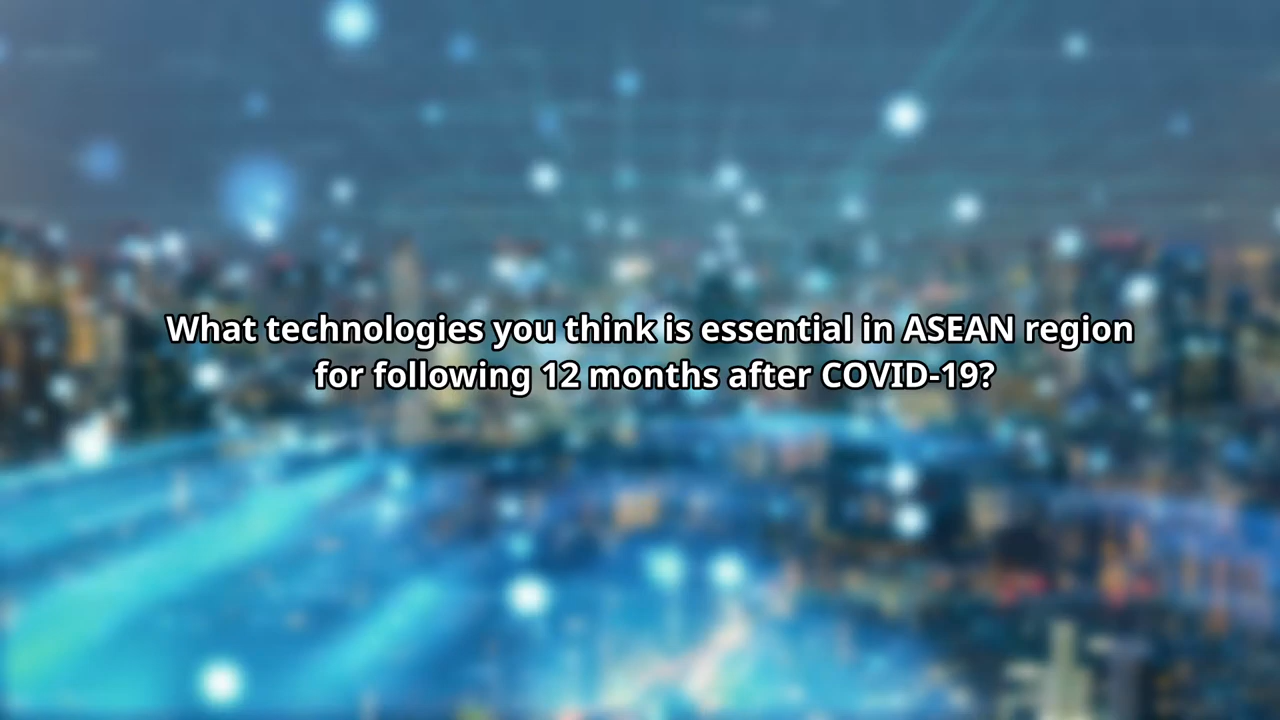 What technologies you think is essential in ASEAN region
for following 12 months after COVID-19?